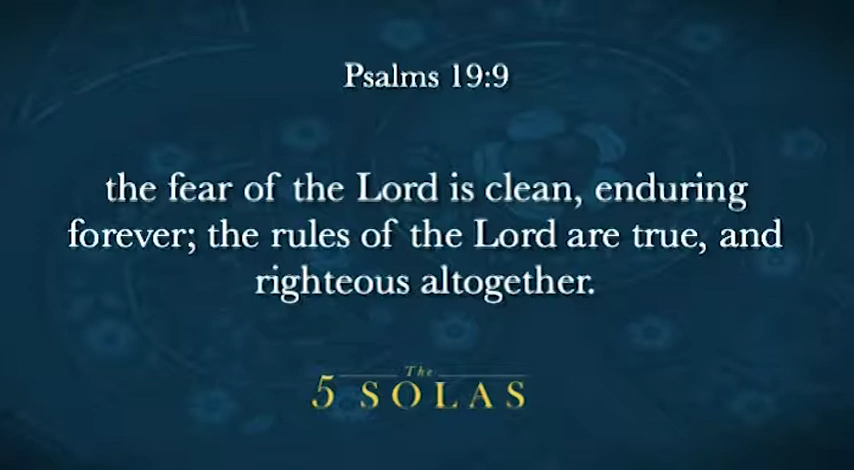 Psalms 19:9
the fear of the Lord is clean, enduring
forever; the rules of the Lord are true, and
righteous altogether.
The
5 SOLAS